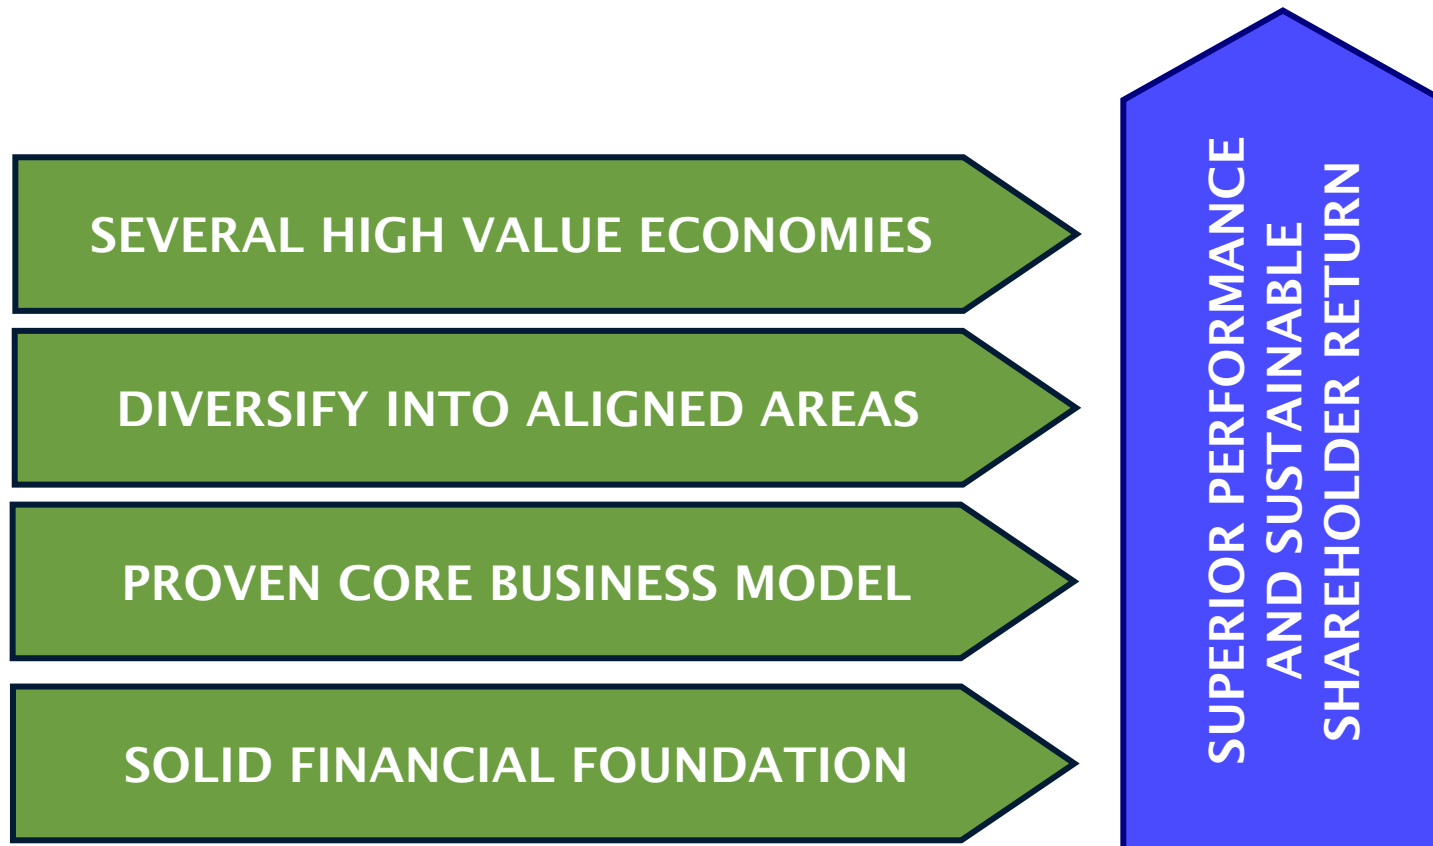 SEVERAL HIGH VALUE ECONOMIES
DIVERSIFY INTO ALIGNED AREAS
PROVEN CORE BUSINESS MODEL
SOLID FINANCIAL FOUNDATION
SUPERIOR PERFORMANCE
AND SUSTAINABLE
SHAREHOLDER RETURN